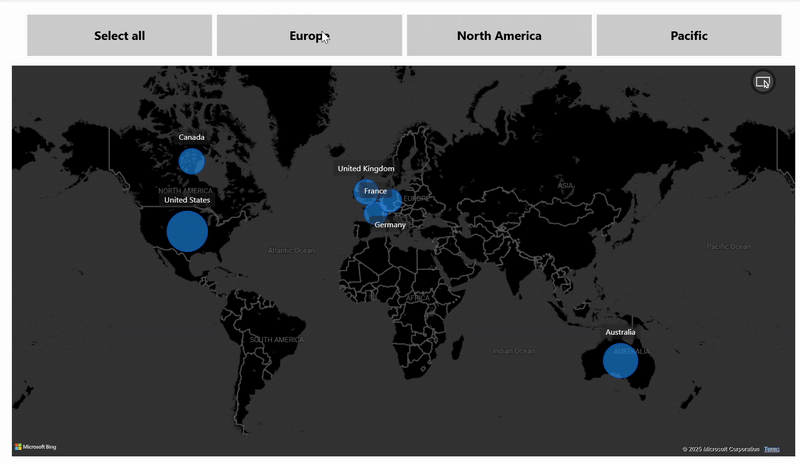 Select all
Europe
North America
Pacific
Canada
NORTH AMERICA
United States
United Kingdom
France
EUROPE
Germany
ASIA
Atlantic Ocean
Pacific Ocean
AFRICA
SOUTH AMERICA
Indian Ocean
Australia
AUSTRALIA
Microsoft Bing
© 2025 Microsoft Corporation Terms